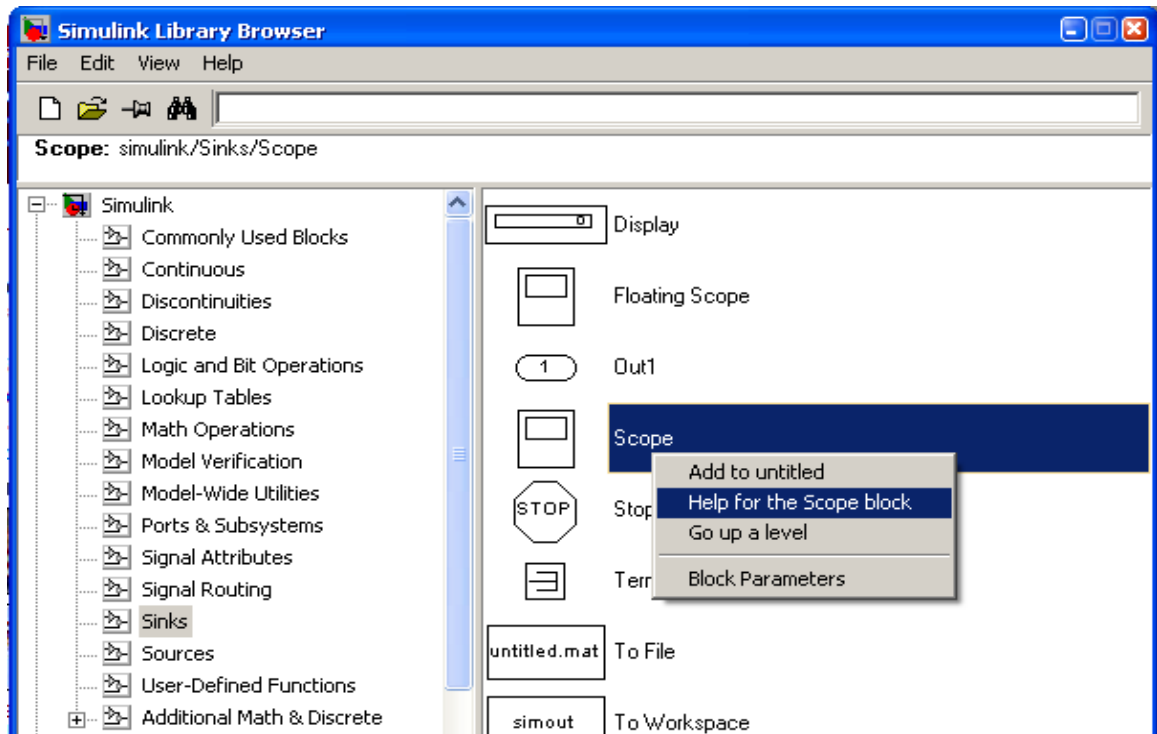 Simulink Library Browser
File Edit View Help
Scope: simulink/Sinks/Scope
Simulink
Commonly Used Blocks
Continuous
Discontinuities
Discrete
Logic and Bit Operations
Lookup Tables
Math Operations
Model Verification
Model-Wide Utilities
Ports & Subsystems
Signal Attributes
Signal Routing
Sinks
Sources
User-Defined Functions
Additional Math & Discrete
Display
Floating Scope
1 Out1
Scope
Add to untitled
Help for the Scope block
Go up a level
Block Parameters
STOP Stop
Terr
untitled.mat To File
simout To Workspace